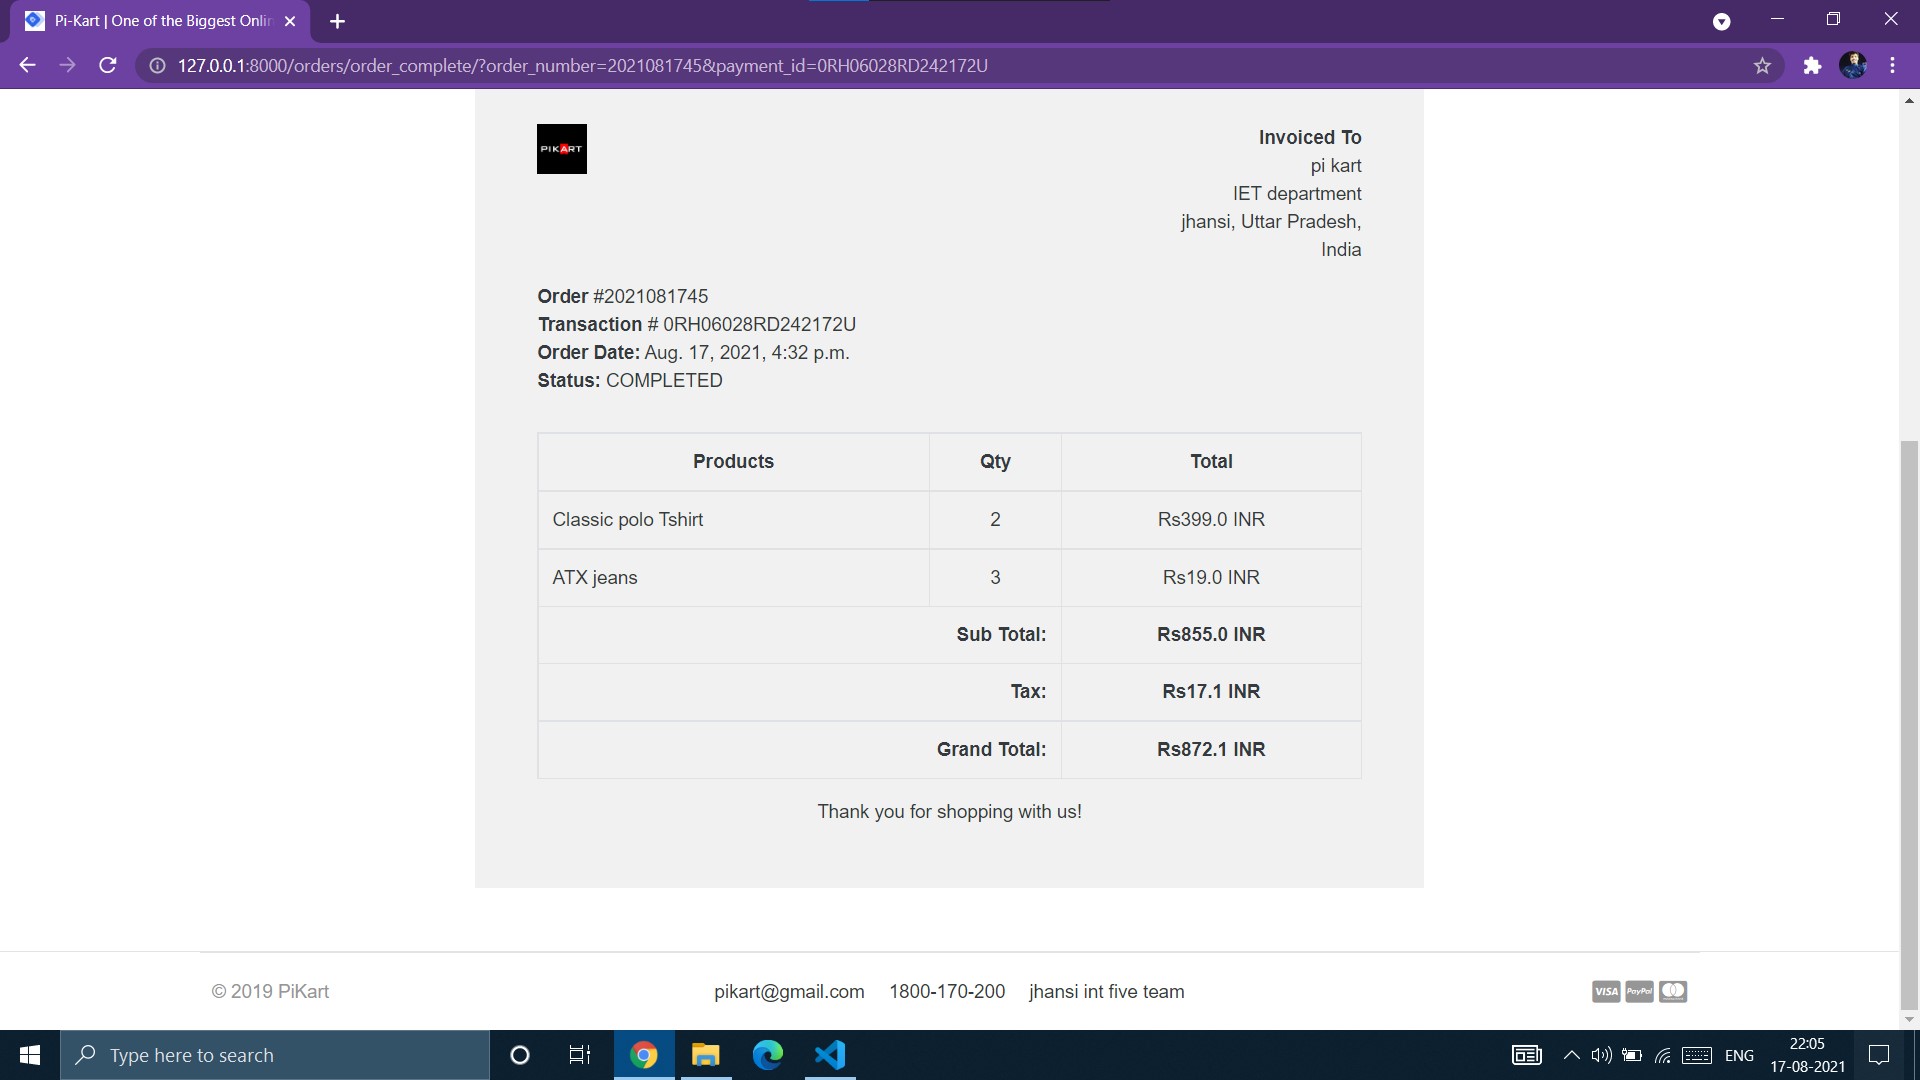 Pi-Kart | One of the Biggest Onlin
127.0.0.1:8000/orders/order_complete/?order_number=2021081745&payment_id=0RH06028RD242172U
PIKART
Invoiced To
pi kart
IET department
jhansi, Uttar Pradesh,
India
Order #2021081745
Transaction # 0RH06028RD242172U
Order Date: Aug. 17, 2021, 4:32 p.m.
Status: COMPLETED
Products Qty Total
Classic polo Tshirt 2 Rs399.0 INR
ATX jeans 3 Rs19.0 INR
Sub Total: Rs855.0 INR
Tax: Rs17.1 INR
Grand Total: Rs872.1 INR
Thank you for shopping with us!
© 2019 PiKart pikart@gmail.com 1800-170-200 jhansi int five team VISA PayPal
Type here to search
ENG
22:05
17-08-2021